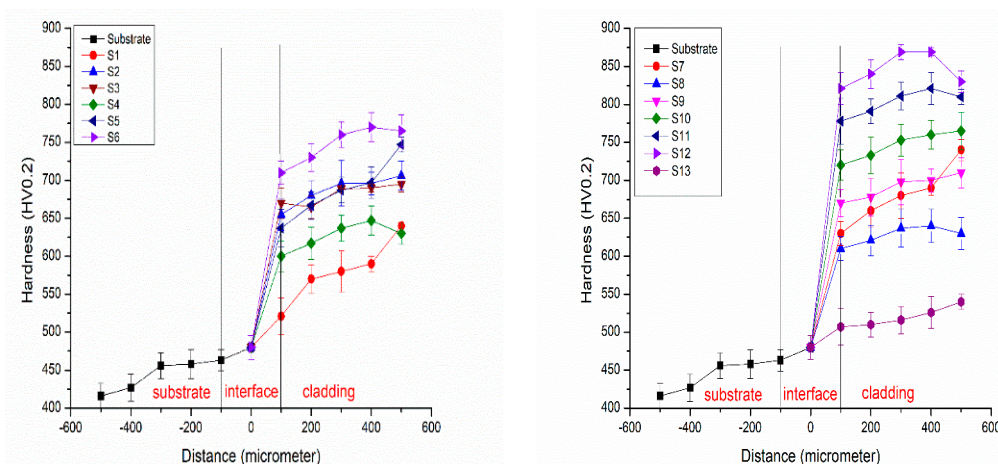 900
850
800
750
700
650
600
550
500
450
400
Hardness (HV0.2)
Substrate
S1
S2
S3
S4
S5
S6
substrate interface cladding
-600 -400 -200 0 200 400 600
Distance (micrometer)
900
850
800
750
700
650
600
550
500
450
400
Hardness (HV0.2)
Substrate
S7
S8
S9
S10
S11
S12
S13
substrate interface cladding
-600 -400 -200 0 200 400 600
Distance (micrometer)